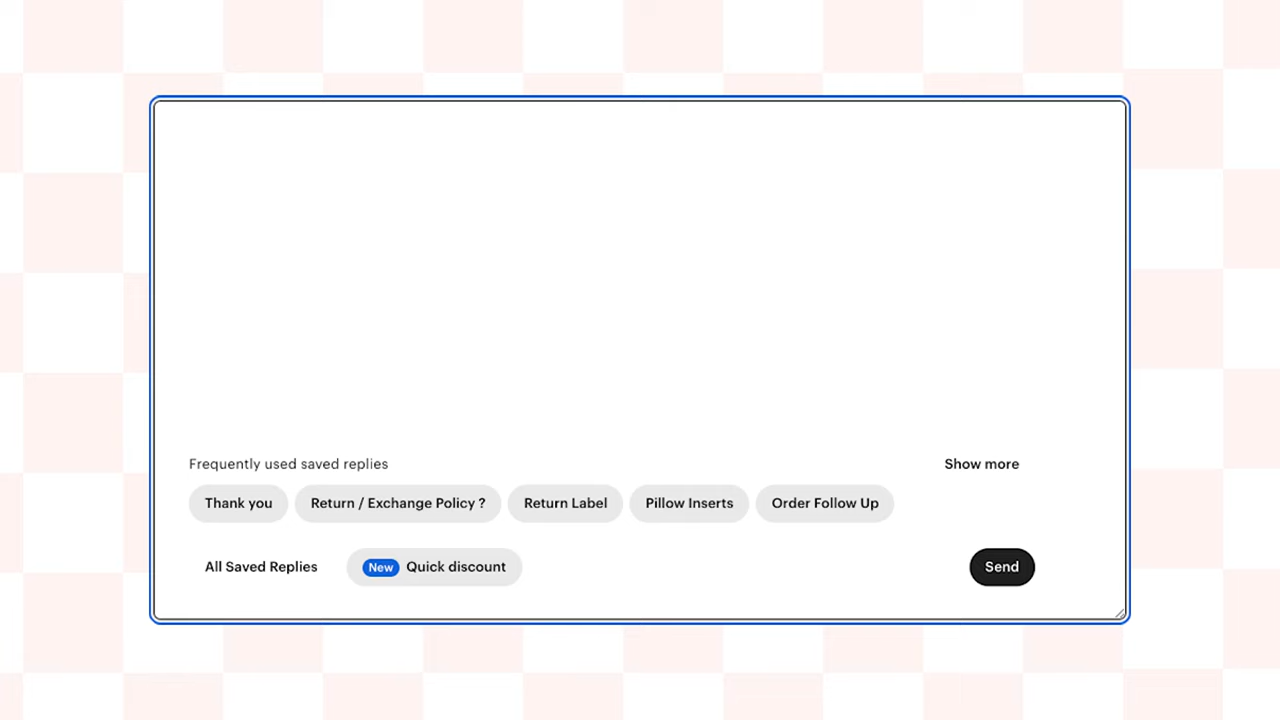 Frequently used saved replies Show more
Thank you Return / Exchange Policy ? Return Label Pillow Inserts Order Follow Up
All Saved Replies New Quick discount Send